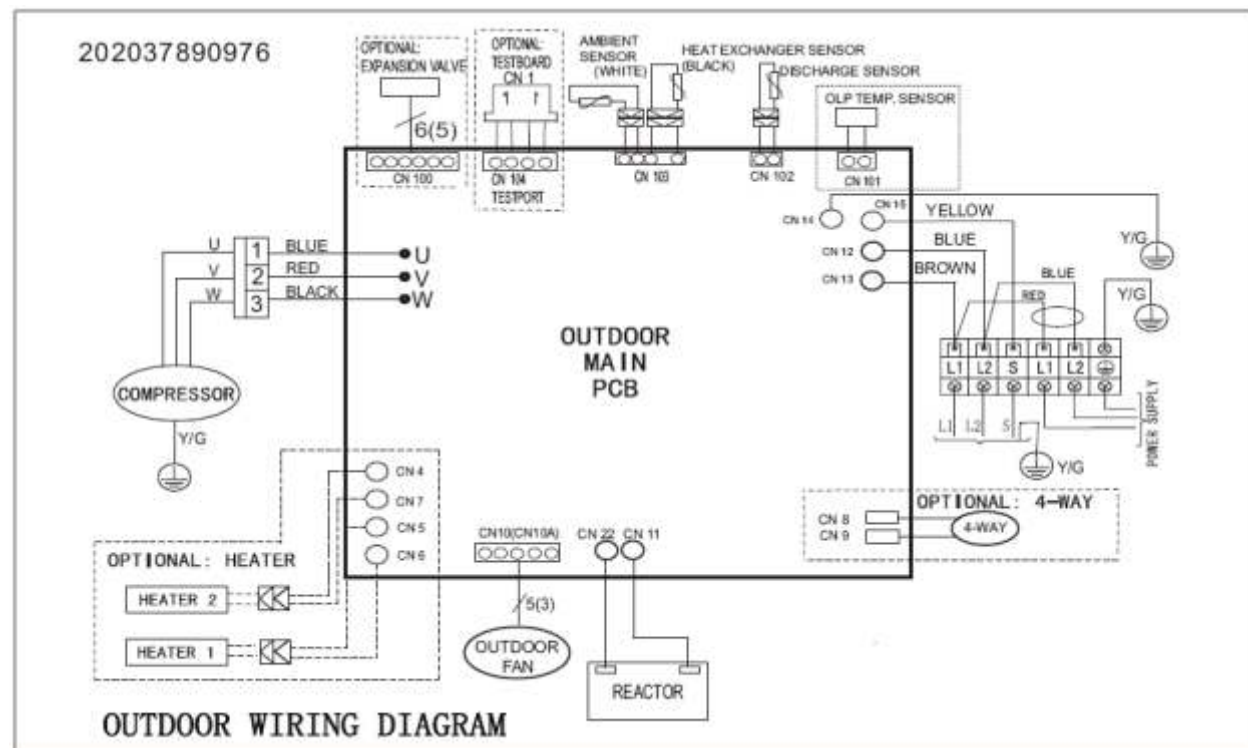 202037890976
OPTIONAL:
EXPANSION VALVE
6(5)
CN 100
OPTIONAL:
TESTBOARD
CN 1
CN 104
TESTPORT
AMBIENT
SENSOR
(WHITE)
HEAT EXCHANGER SENSOR
(BLACK)
DISCHARGE SENSOR
OLP TEMP. SENSOR
CN 103
CN 102
CN 101
CN 14
CN 15
YELLOW
Y/G
CN 12
BLUE
CN 13
BROWN
BLUE
RED
Y/G
L1 L2 S L1 L2
L1 L2 S
POWER SUPPLY
Y/G
U 1 BLUE U
V 2 RED V
W 3 BLACK W
COMPRESSOR
Y/G
OUTDOOR
MAIN
PCB
CN 4
CN 7
CN 5
CN 6
OPTIONAL: HEATER
HEATER 2
HEATER 1
CN10(CN10A)
5(3)
OUTDOOR
FAN
CN 22 CN 11
REACTOR
OPTIONAL: 4-WAY
CN 8
CN 9
4-WAY
OUTDOOR WIRING DIAGRAM